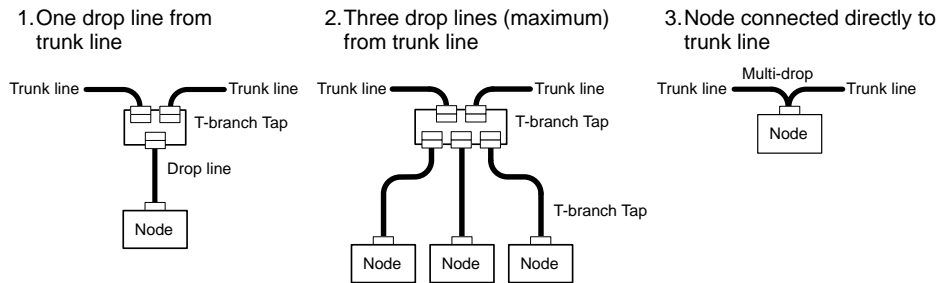 1.One drop line from
trunk line
Trunk line
Trunk line
T-branch Tap
Drop line
Node
2.Three drop lines (maximum)
from trunk line
Trunk line
Trunk line
T-branch Tap
T-branch Tap
Node
Node
Node
3.Node connected directly to
trunk line
Multi-drop
Trunk line
Trunk line
Node